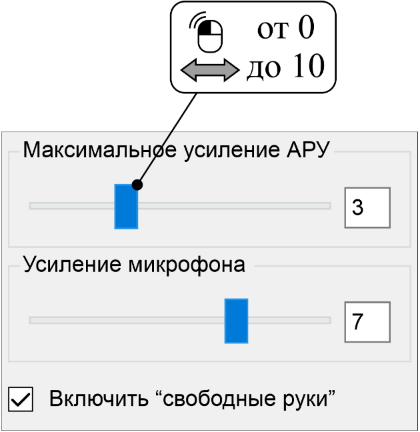 от 0
до 10
Максимальное усиление АРУ
3
Усиление микрофона
7
Включить “свободные руки”